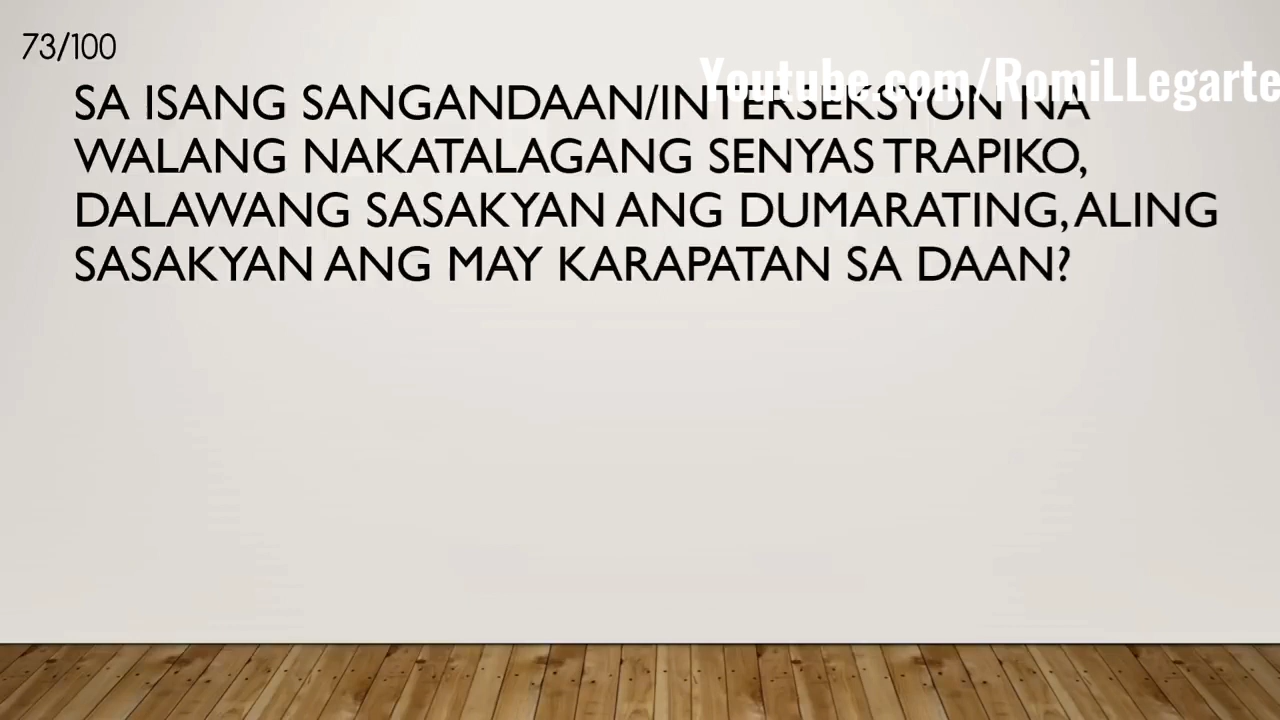 73/100
Youtube.com/RomiLLegarte
SA ISANG SANGANDAAN/INTERSEKSYON NA
WALANG NAKATALAGANG SENYAS TRAPIKO,
DALAWANG SASAKYAN ANG DUMARATING, ALING
SASAKYAN ANG MAY KARAPATAN SA DAAN?